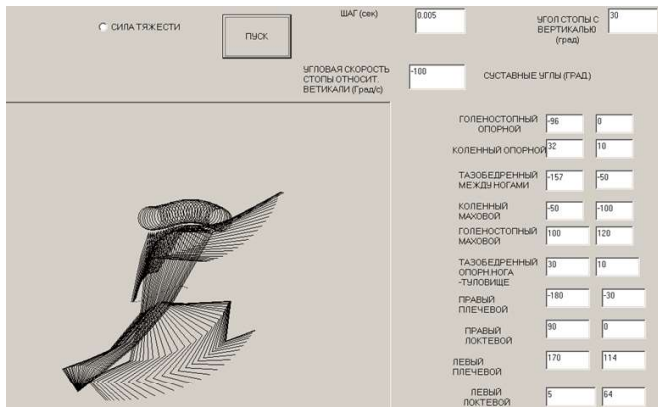 СИЛА ТЯЖЕСТИ
ПУСК
ШАГ (сек)
0.005
УГОЛ СТОПЫ С
ВЕРТИКАЛЬЮ
(град)
30
УГЛОВАЯ СКОРОСТЬ
СТОПЫ ОТНОСИТ.
ВЕТИКАЛИ (Град/с)
-100
СУСТАВНЫЕ УГЛЫ (ГРАД)
ГОЛЕНОСТОПНЫЙ
ОПОРНОЙ
-96 0
КОЛЕННЫЙ ОПОРНОЙ 32 10
ТАЗОБЕДРЕННЫЙ
МЕЖДУ НОГАМИ
-157 -50
КОЛЕННЫЙ
МАХОВОЙ
-50 -100
ГОЛЕНОСТОПНЫЙ
МАХОВОЙ
100 120
ТАЗОБЕДРЕННЫЙ
ОПОРН.НОГА
-ТУЛОВИЩЕ
30 10
ПРАВЫЙ
ПЛЕЧЕВОЙ
-180 -30
ПРАВЫЙ
ЛОКТЕВОЙ
90 0
ЛЕВЫЙ
ПЛЕЧЕВОЙ
170 114
ЛЕВЫЙ
ЛОКТЕВОЙ
5 64